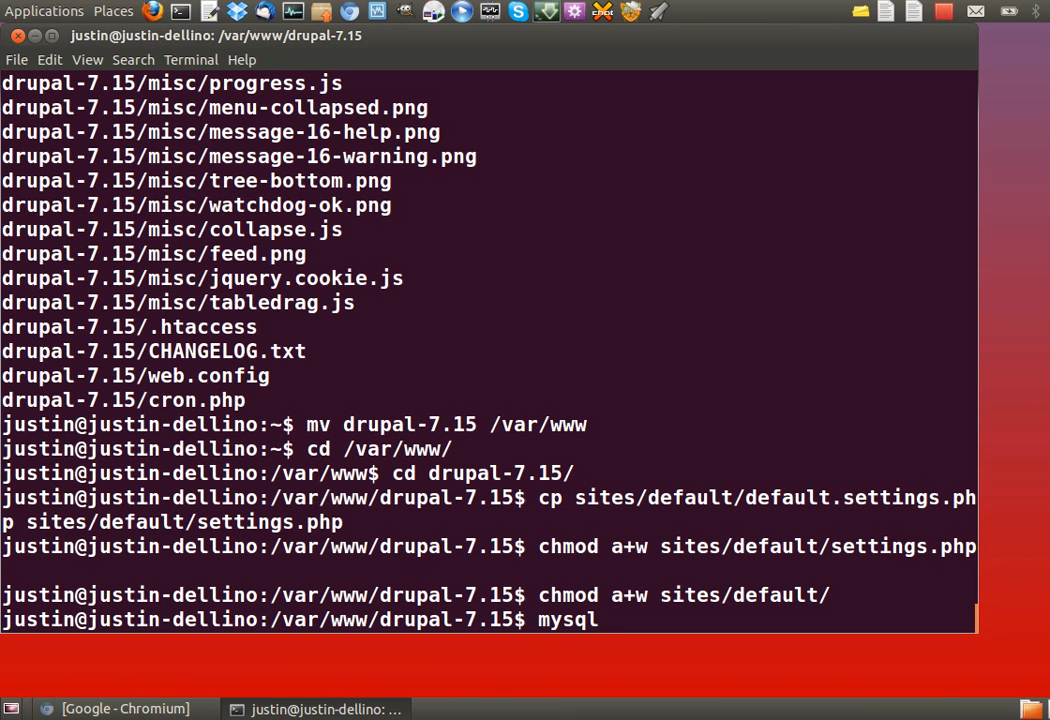 Applications Places
justin@justin-dellino: /var/www/drupal-7.15
File Edit View Search Terminal Help
drupal-7.15/misc/progress.js
drupal-7.15/misc/menu-collapsed.png
drupal-7.15/misc/message-16-help.png
drupal-7.15/misc/message-16-warning.png
drupal-7.15/misc/tree-bottom.png
drupal-7.15/misc/watchdog-ok.png
drupal-7.15/misc/collapse.js
drupal-7.15/misc/feed.png
drupal-7.15/misc/jquery.cookie.js
drupal-7.15/misc/tabledrag.js
drupal-7.15/.htaccess
drupal-7.15/CHANGELOG.txt
drupal-7.15/web.config
drupal-7.15/cron.php
justin@justin-dellino:~$ mv drupal-7.15 /var/www
justin@justin-dellino:~$ cd /var/www/
justin@justin-dellino:/var/www$ cd drupal-7.15/
justin@justin-dellino:/var/www/drupal-7.15$ cp sites/default/default.settings.ph
p sites/default/settings.php
justin@justin-dellino:/var/www/drupal-7.15$ chmod a+w sites/default/settings.php
justin@justin-dellino:/var/www/drupal-7.15$ chmod a+w sites/default/
justin@justin-dellino:/var/www/drupal-7.15$ mysql
[Google - Chromium]
justin@justin-dellino: ...